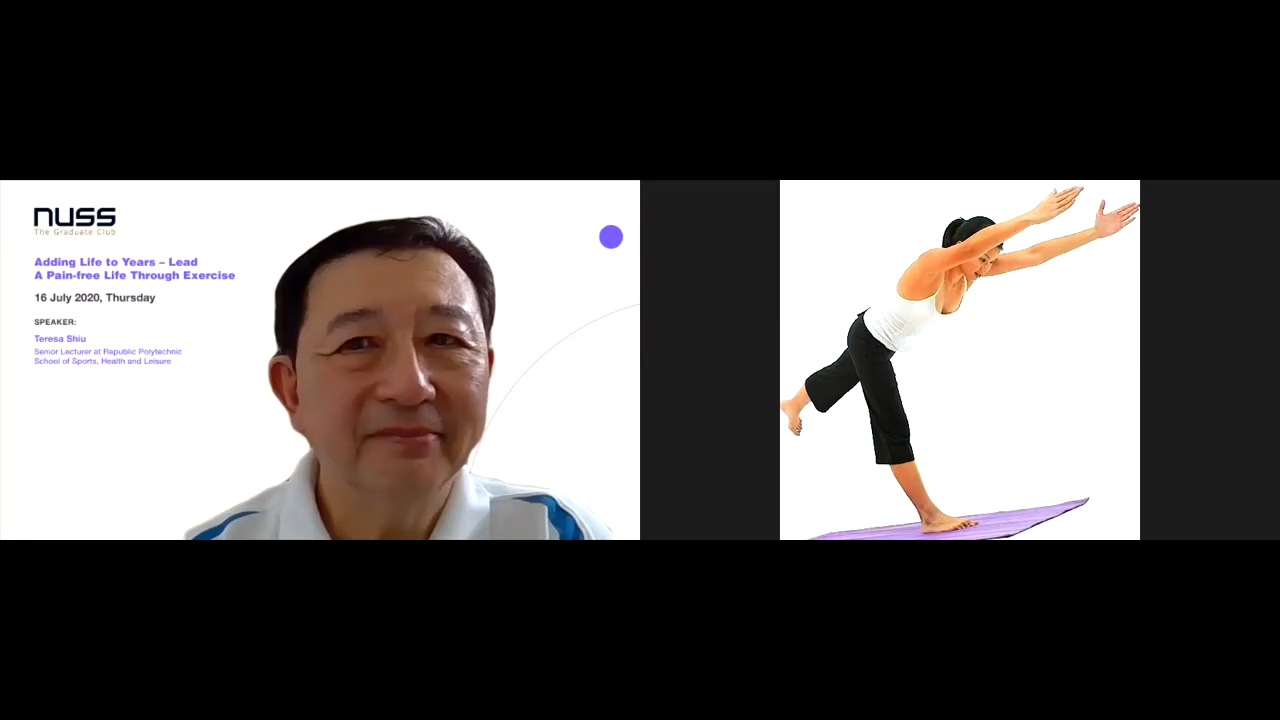 nuss
The Graduate Club
Adding Life to Years – Lead
A Pain-free Life Through Exercise
16 July 2020, Thursday
SPEAKER:
Teresa Shiu
Senior Lecturer at Republic Polytechnic
School of Sports, Health and Leisure